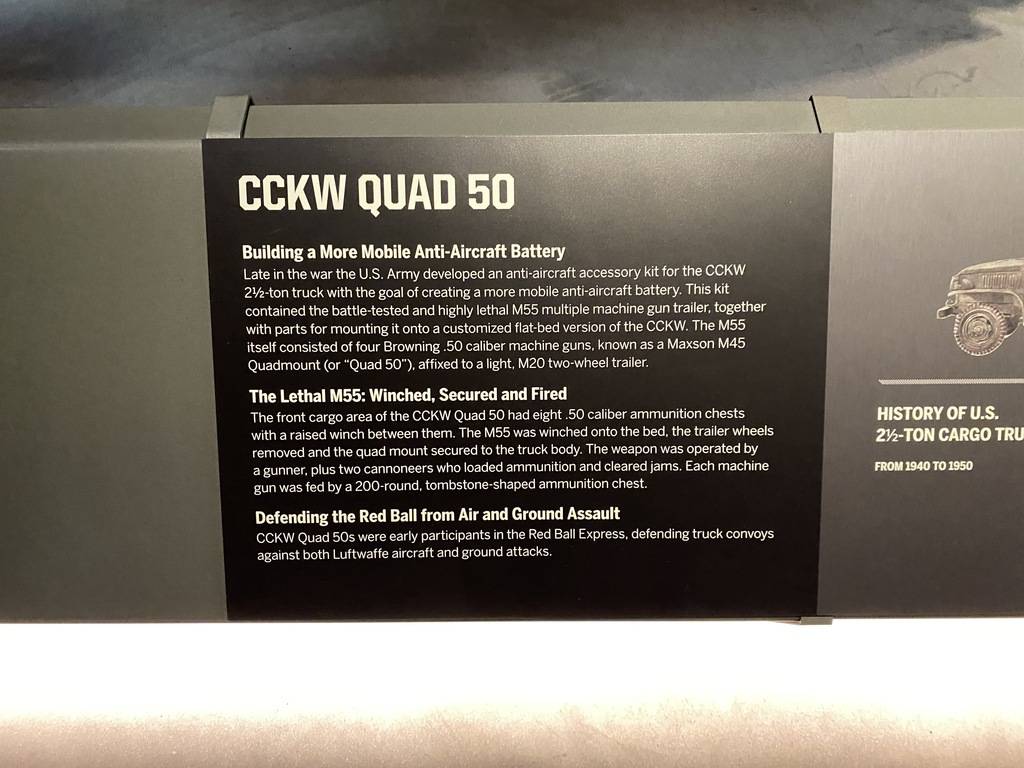 CCKW QUAD 50
Building a More Mobile Anti-Aircraft Battery
Late in the war the U.S. Army developed an anti-aircraft accessory kit for the CCKW
2½-ton truck with the goal of creating a more mobile anti-aircraft battery. This kit
contained the battle-tested and highly lethal M55 multiple machine gun trailer, together
with parts for mounting it onto a customized flat-bed version of the CCKW. The M55
itself consisted of four Browning .50 caliber machine guns, known as a Maxson M45
Quadmount (or “Quad 50”), affixed to a light, M20 two-wheel trailer.
The Lethal M55: Winched, Secured and Fired
The front cargo area of the CCKW Quad 50 had eight .50 caliber ammunition chests
with a raised winch between them. The M55 was winched onto the bed, the trailer wheels
removed and the quad mount secured to the truck body. The weapon was operated by
a gunner, plus two cannoneers who loaded ammunition and cleared jams. Each machine
gun was fed by a 200-round, tombstone-shaped ammunition chest.
Defending the Red Ball from Air and Ground Assault
CCKW Quad 50s were early participants in the Red Ball Express, defending truck convoys
against both Luftwaffe aircraft and ground attacks.
HISTORY OF U.S.
2½-TON CARGO TRU
FROM 1940 TO 1950